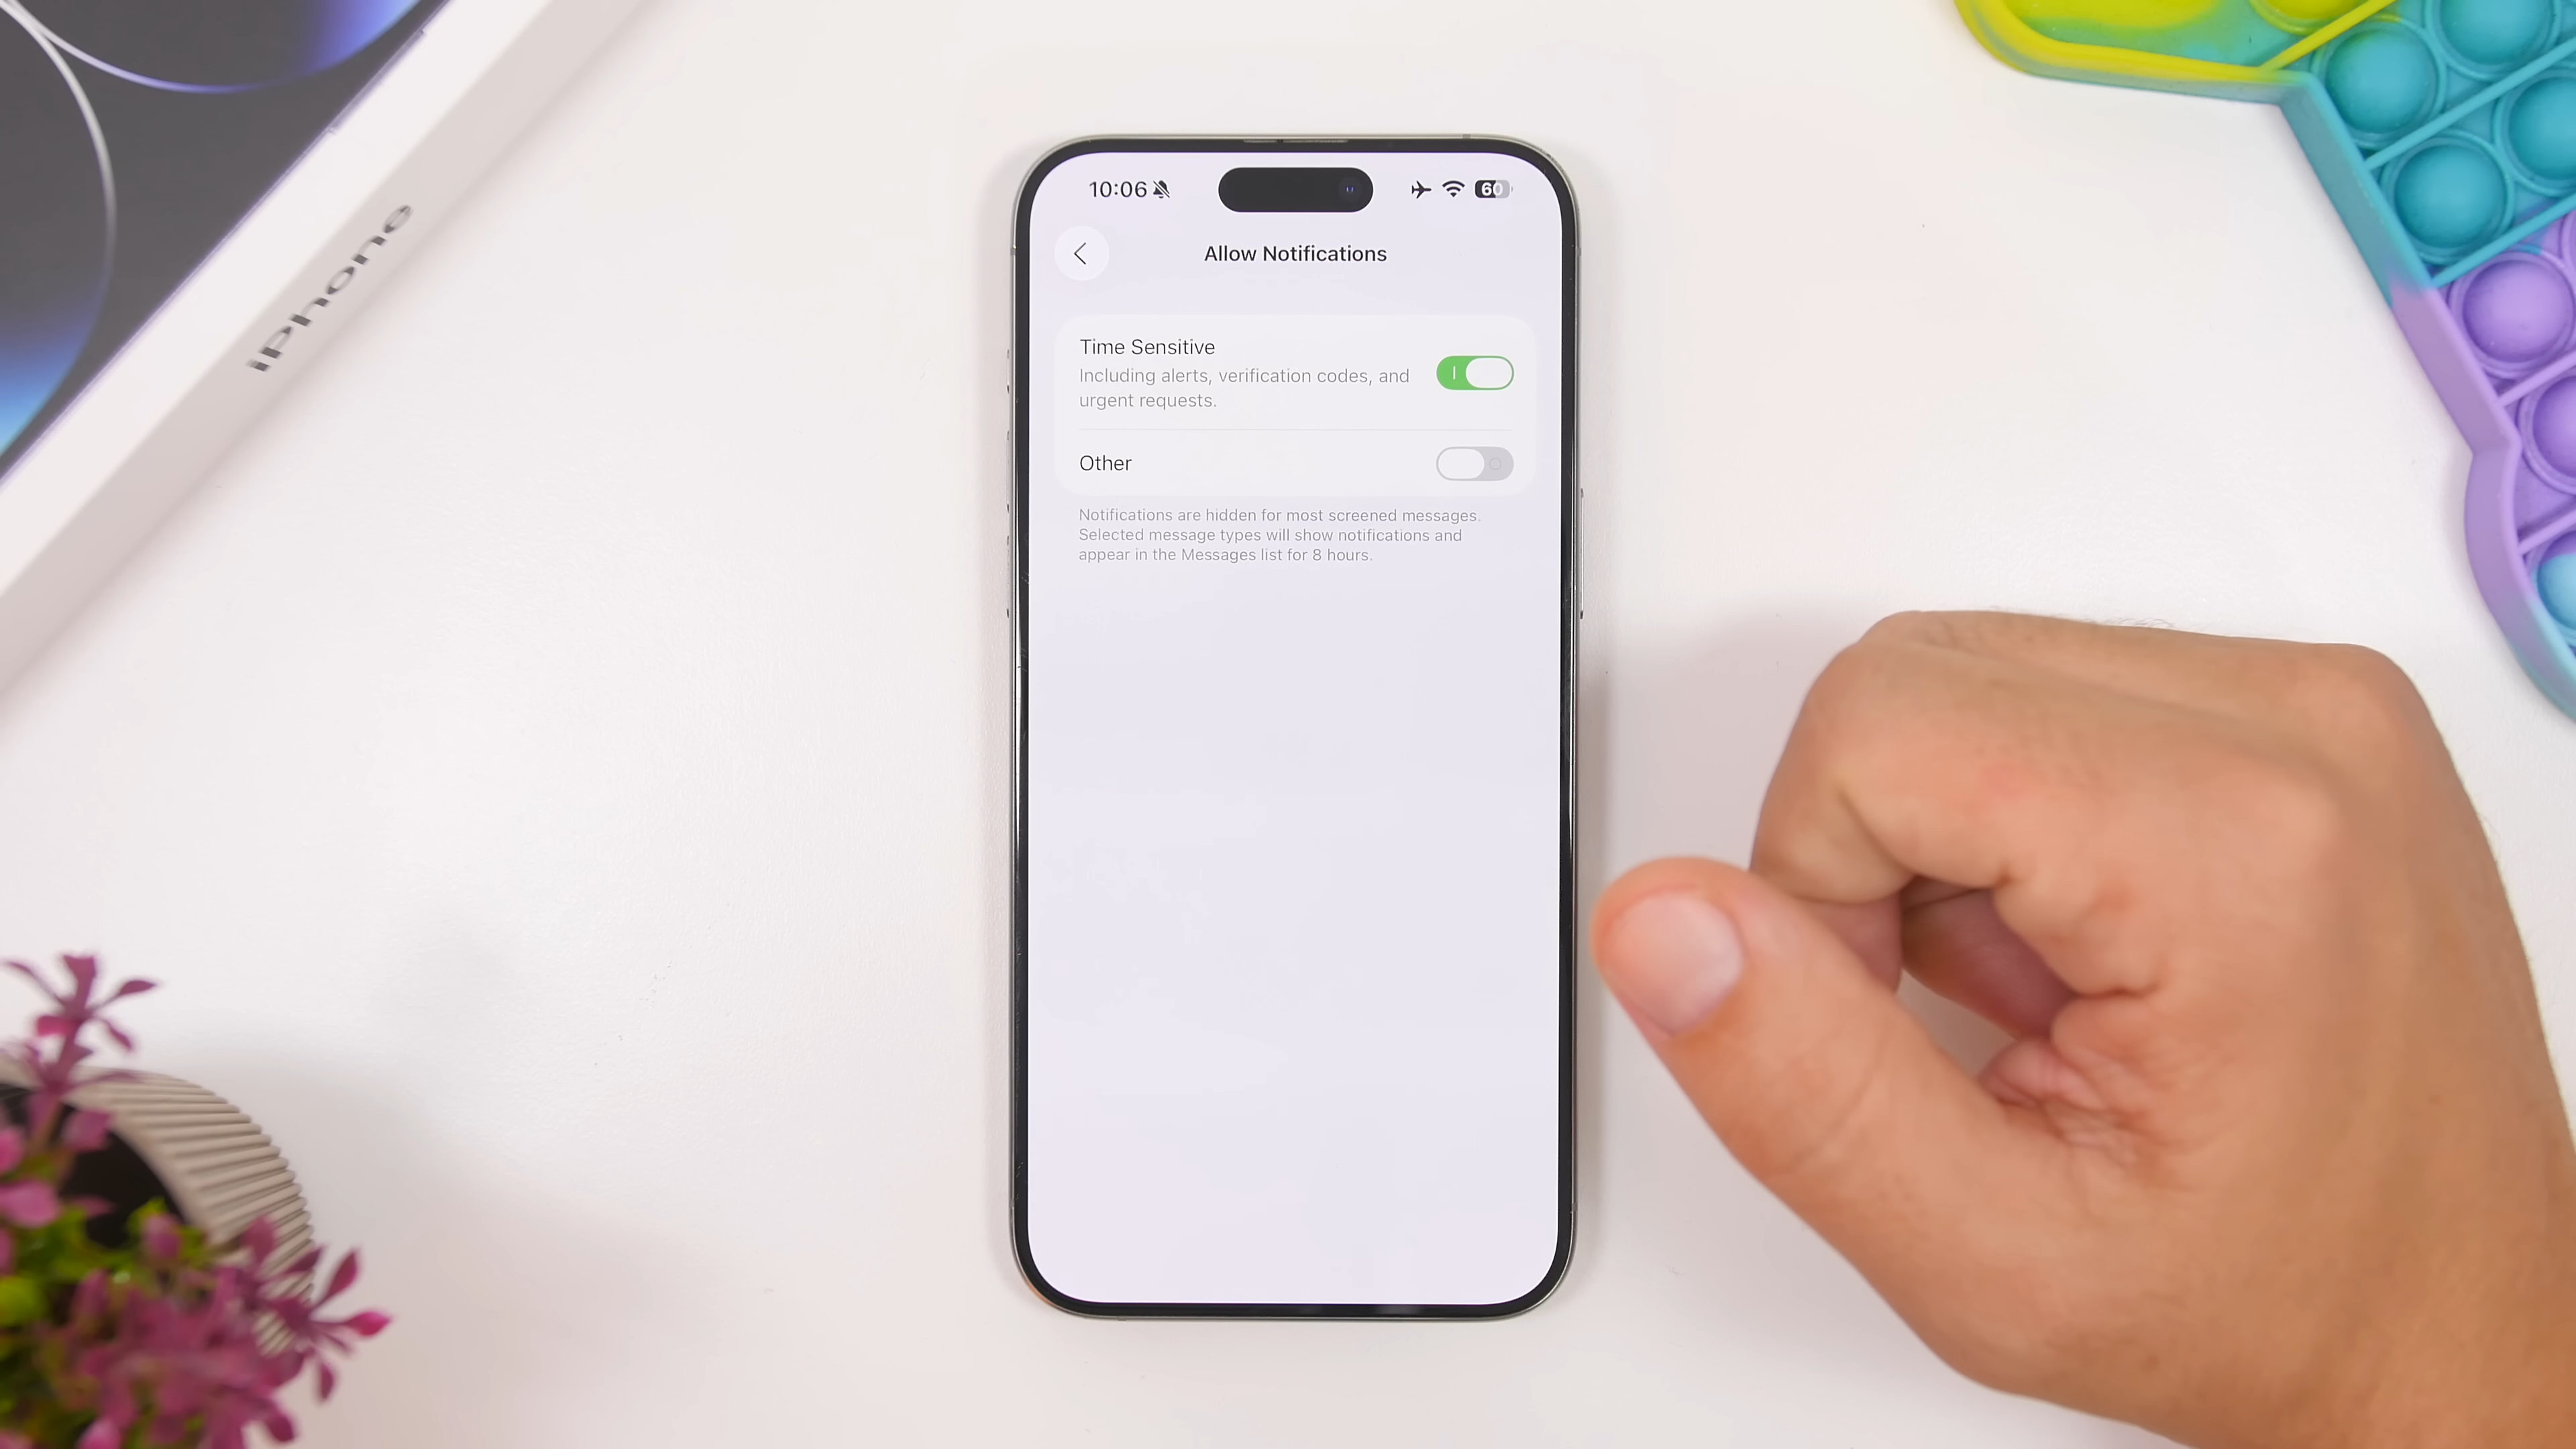 iPhone
10:06
60
Allow Notifications
Time Sensitive
Including alerts, verification codes, and
urgent requests.
Other
Notifications are hidden for most screened messages.
Selected message types will show notifications and
appear in the Messages list for 8 hours.